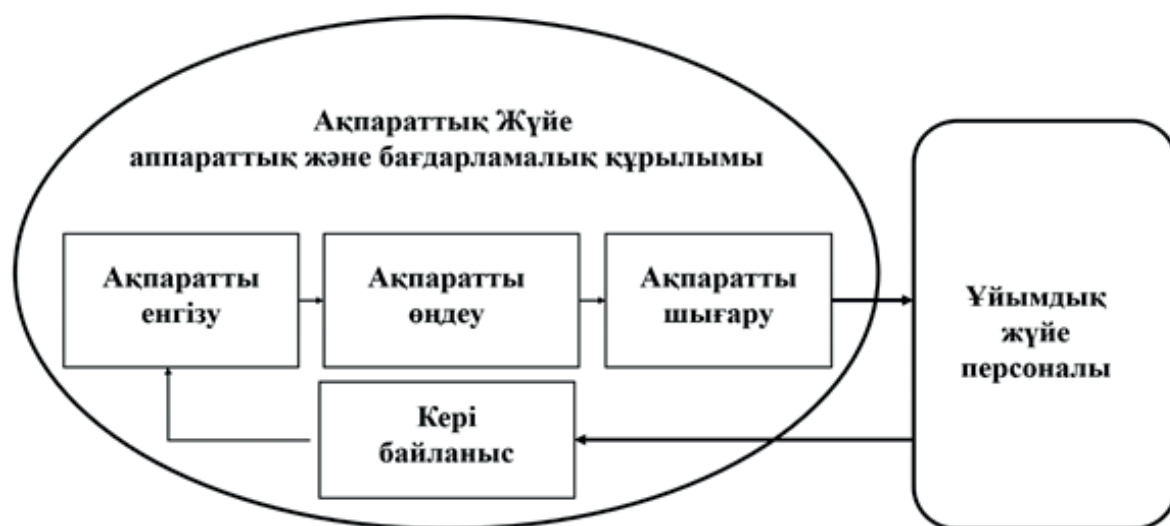 Ақпараттық Жүйе
аппараттық және бағдарламалық құрылымы
Ақпаратты
енгізу
Ақпаратты
өңдеу
Ақпаратты
шығару
Ұйымдық
жүйе
персоналы
Кері
байланыс